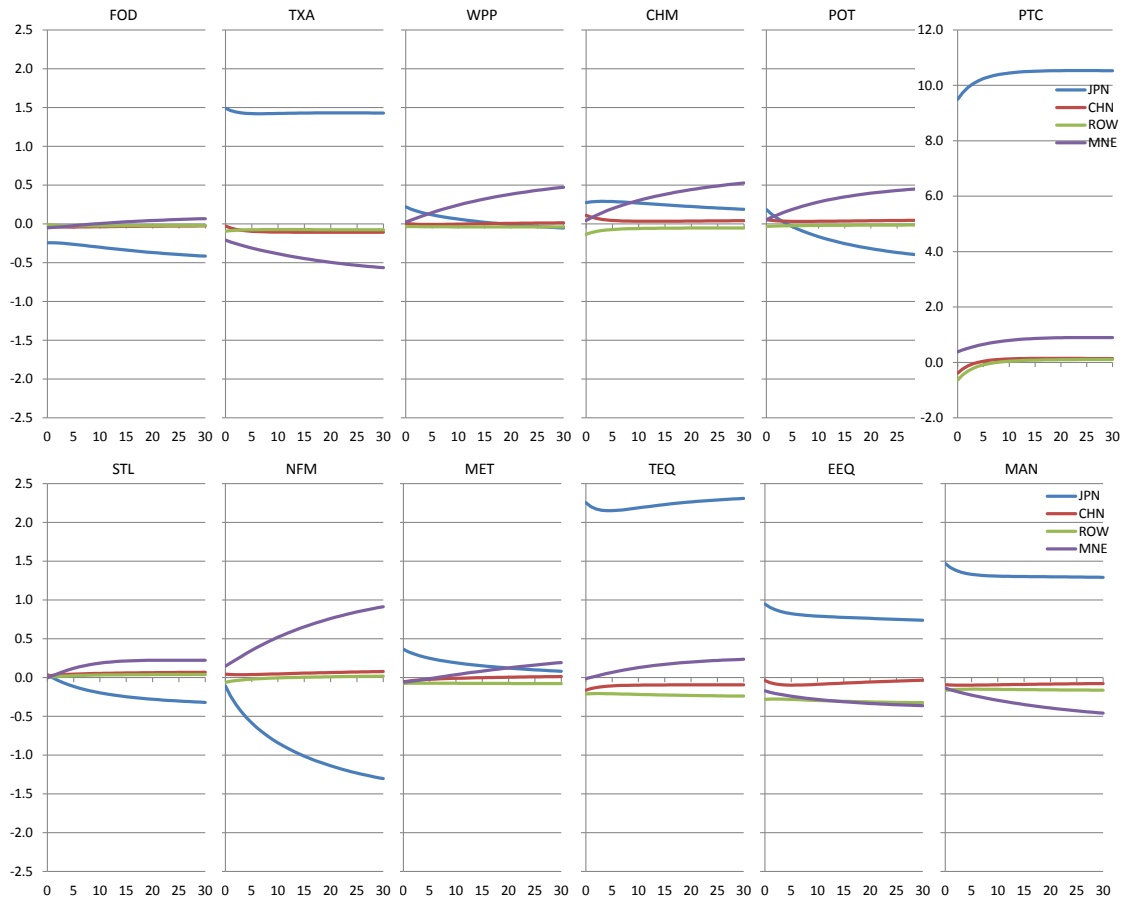 FOD TXA WPP CHM POT PTC
2.5 12.0
2.0 10.0
1.5 8.0
1.0
0.5 6.0
0.0 4.0
-0.5
-1.0 2.0
-1.5 0.0
-2.0
-2.5 -2.0
JPN
CHN
ROW
MNE
0 5 10 15 20 25 30 0 5 10 15 20 25 30 0 5 10 15 20 25 30 0 5 10 15 20 25 30 0 5 10 15 20 25 0 5 10 15 20 25 30
STL NFM MET TEQ EEQ MAN
2.5
2.0
1.5
1.0
0.5
0.0
-0.5
-1.0
-1.5
-2.0
-2.5
JPN
CHN
ROW
MNE
0 5 10 15 20 25 30 0 5 10 15 20 25 30 0 5 10 15 20 25 30 0 5 10 15 20 25 30 0 5 10 15 20 25 30 0 5 10 15 20 25 30